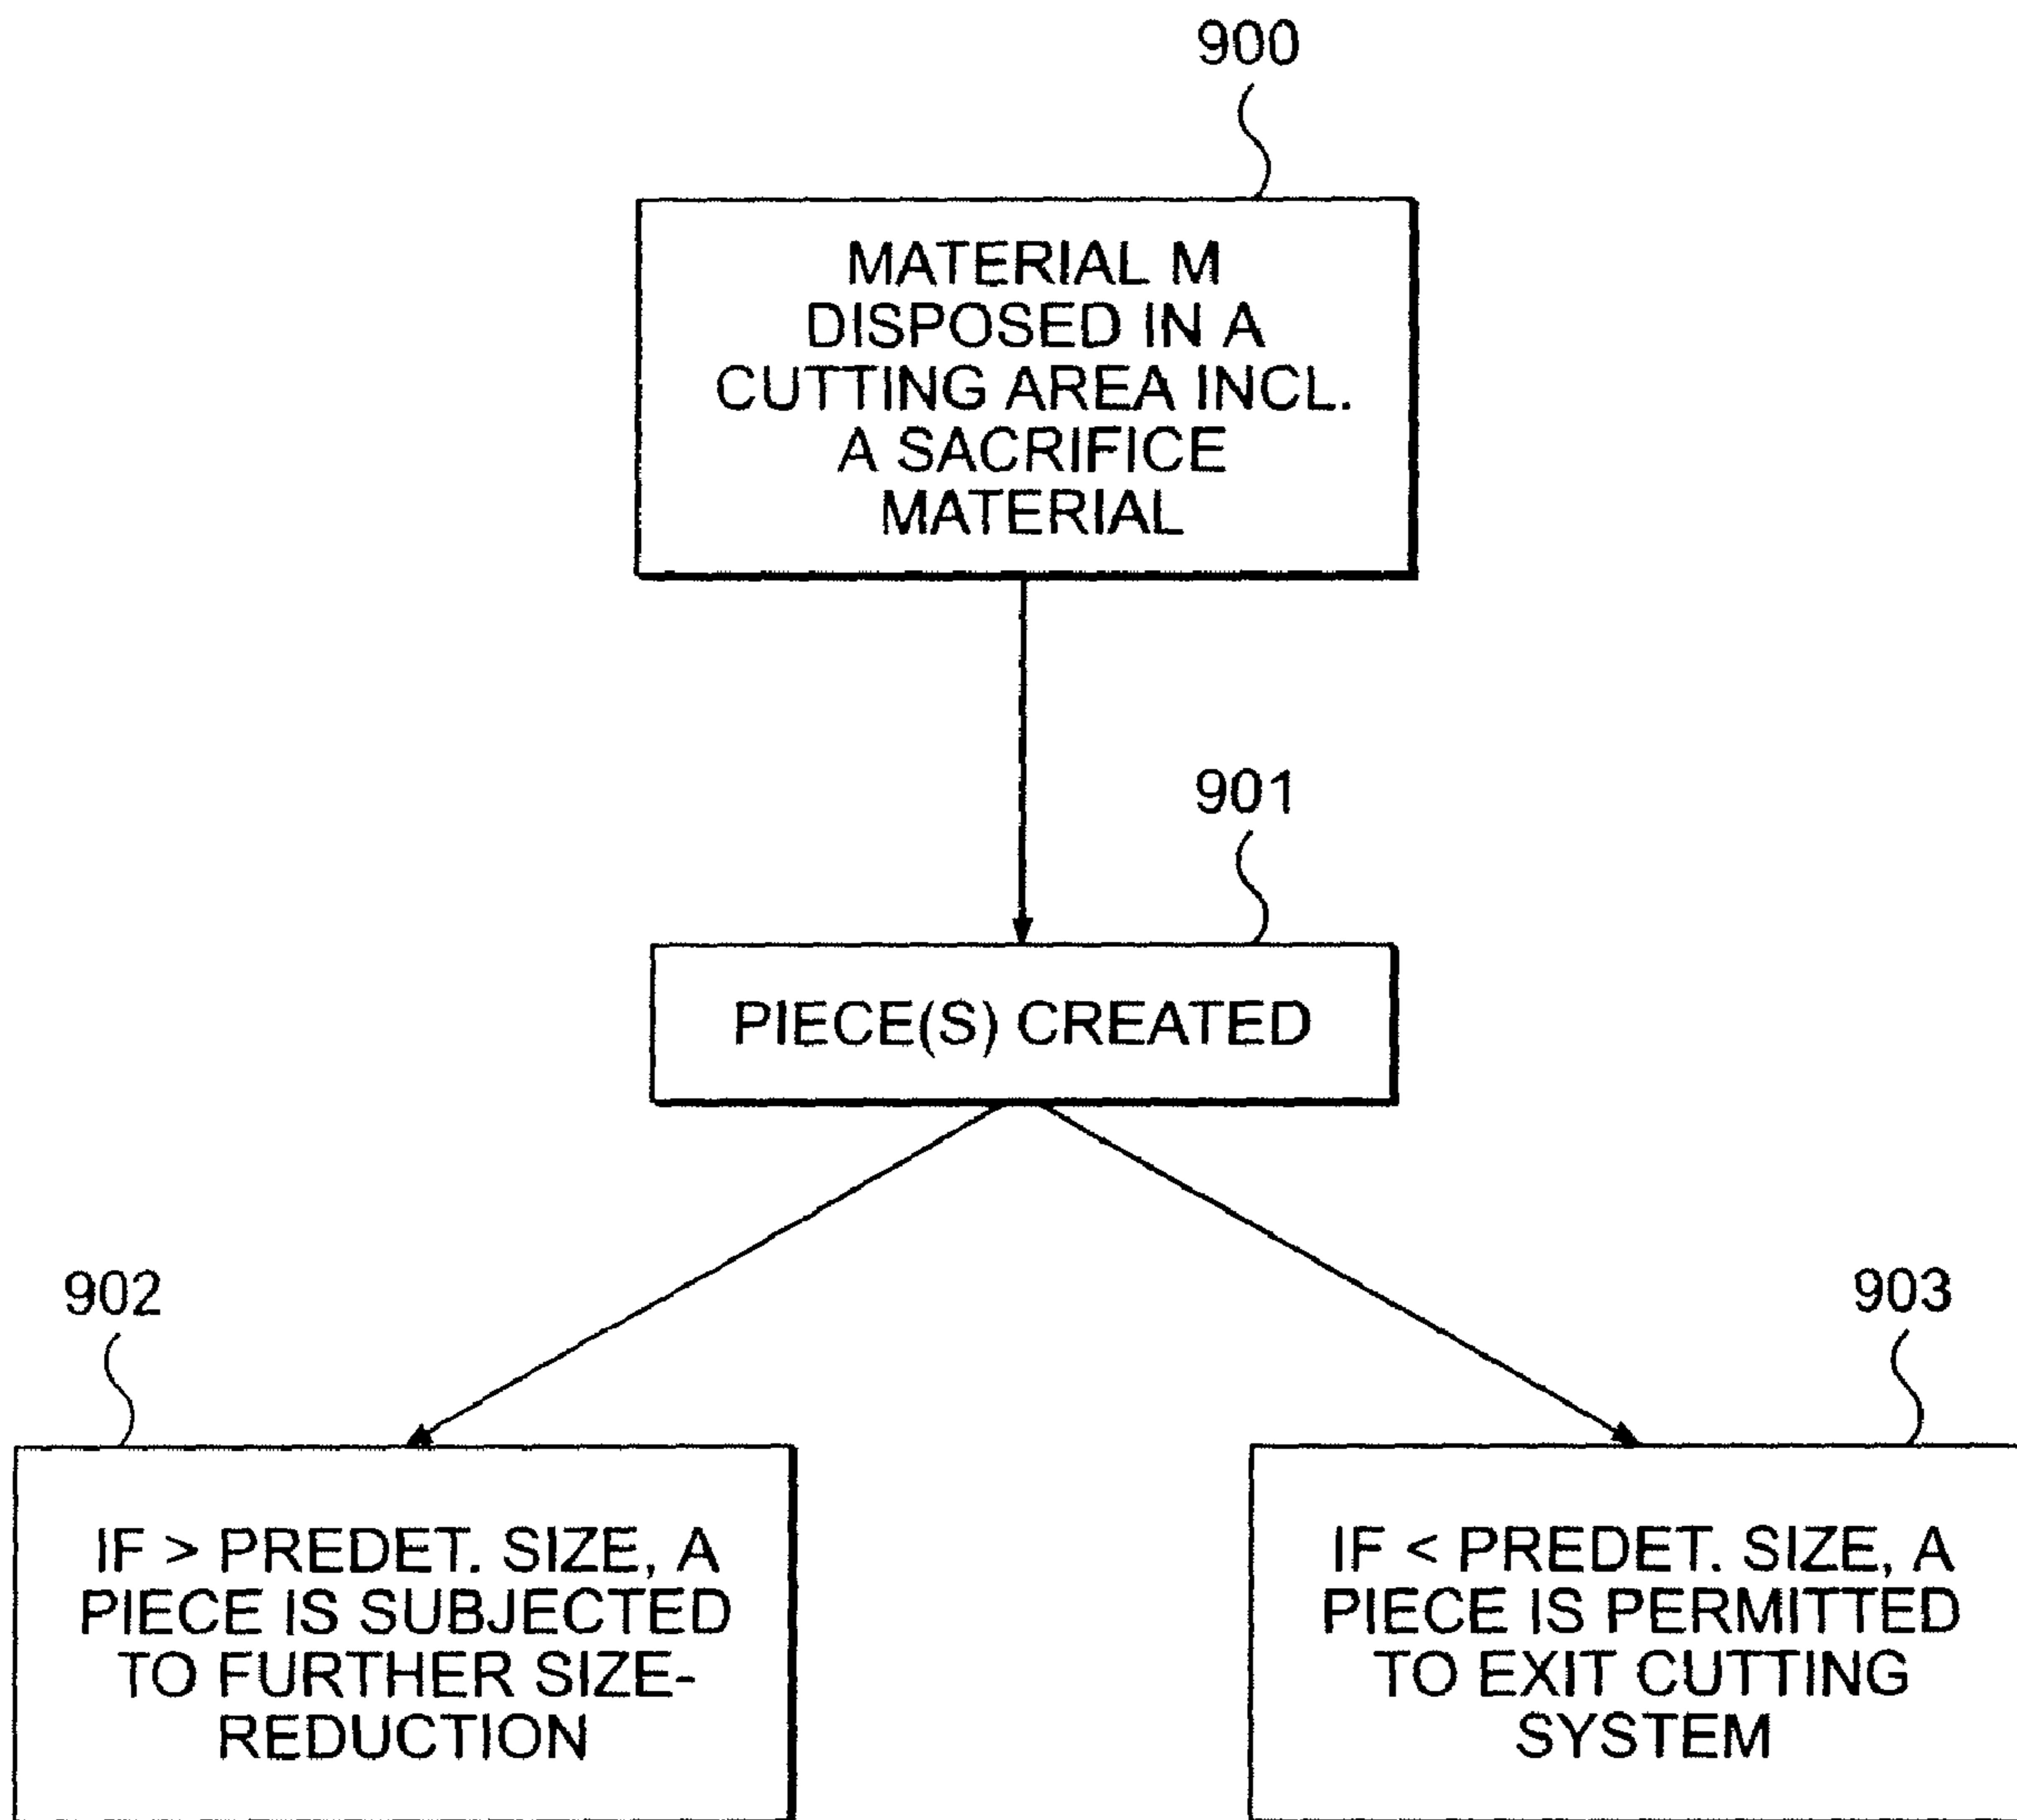 900
MATERIAL M
DISPOSED IN A
CUTTING AREA INCL.
A SACRIFICE
MATERIAL
901
PIECE(S) CREATED
902
IF > PREDET. SIZE, A
PIECE IS SUBJECTED
TO FURTHER SIZE-
REDUCTION
903
IF < PREDET. SIZE, A
PIECE IS PERMITTED
TO EXIT CUTTING
SYSTEM